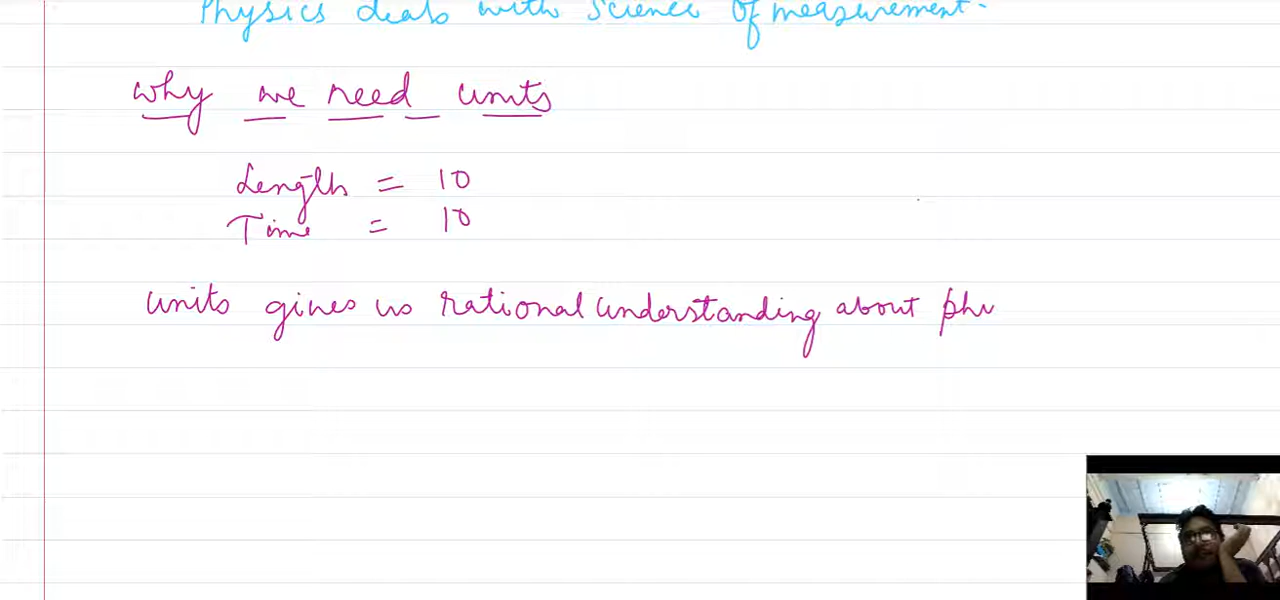 Physics deals with Science Of measurement.
why we need units
Length = 10
Time = 10
units gives us rational understanding about